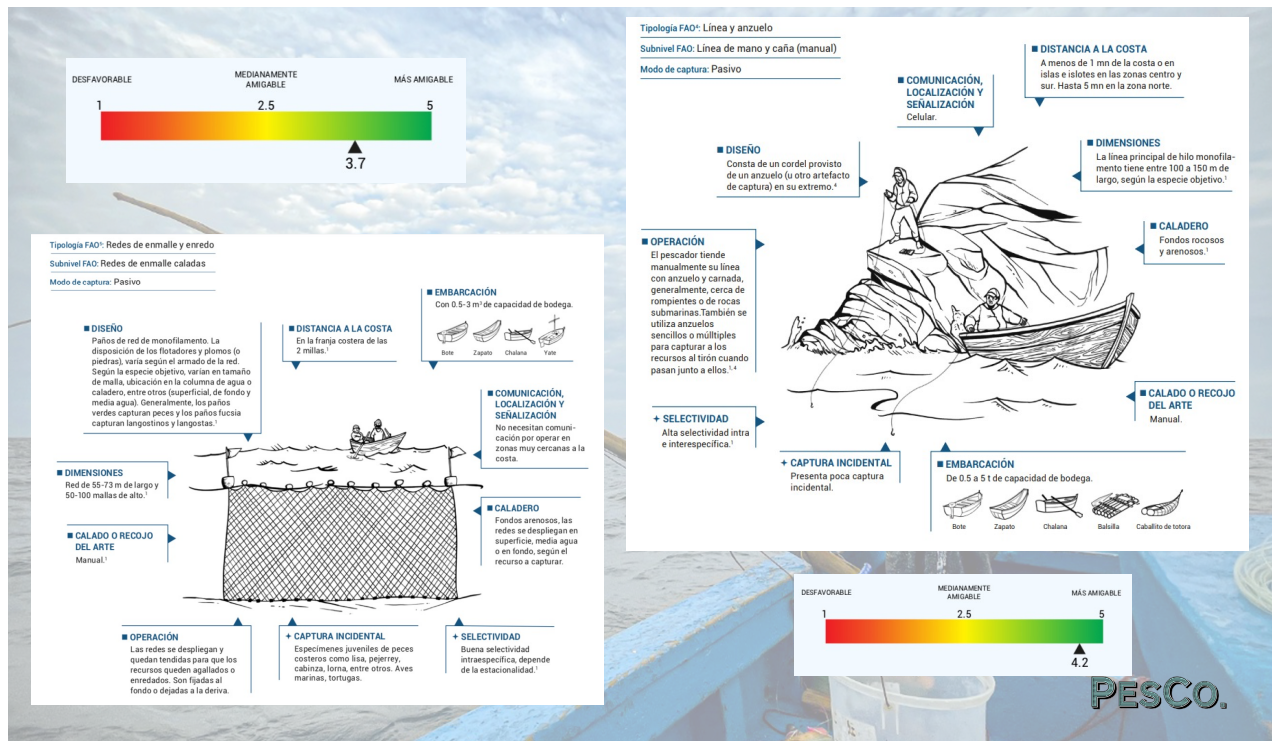 DESFAVORABLE
MEDIANAMENTE
AMIGABLE
MÁS AMIGABLE
1
2.5
5
3.7
Tipología FAO⁵: Redes de enmalle y enredo
Subnivel FAO: Redes de enmalle caladas
Modo de captura: Pasivo
DISEÑO
Paños de red de monofilamento. La
disposición de los flotadores y plomos (o
piedras), varía según el armado de la red.
Según la especie objetivo, varían en tamaño
de malla, ubicación en la columna de agua o
caladero, entre otros (superficial, de fondo y
media agua). Generalmente, los paños
verdes capturan peces y los paños fucsia
capturan langostinos y langostas.¹
DISTANCIA A LA COSTA
En la franja costera de las
2 millas.¹
EMBARCACIÓN
Con 0.5-3 m³ de capacidad de bodega.
Bote
Zapato
Chalana
Yate
COMUNICACIÓN,
LOCALIZACIÓN Y
SEÑALIZACIÓN
No necesitan comuni-
cación por operar en
zonas muy cercanas a la
costa.
DIMENSIONES
Red de 55-73 m de largo y
50-100 mallas de alto.¹
CALADERO
Fondos arenosos, las
redes se despliegan en
superficie, media agua
o en fondo, según el
recurso a capturar.
CALADO O RECOJO
DEL ARTE
Manual.¹
OPERACIÓN
Las redes se despliegan y
quedan tendidas para que los
recursos queden agallados o
enredados. Son fijadas al
fondo o dejadas a la deriva.
CAPTURA INCIDENTAL
Especímenes juveniles de peces
costeros como lisa, pejerrey,
cabinza, lorna, entre otros. Aves
marinas, tortugas.
SELECTIVIDAD
Buena selectividad
intraespecífica, depende
de la estacionalidad.¹
Tipología FAO⁴: Línea y anzuelo
Subnivel FAO: Línea de mano y caña (manual)
Modo de captura: Pasivo
DISTANCIA A LA COSTA
A menos de 1 mn de la costa o en
islas e islotes en las zonas centro y
sur. Hasta 5 mn en la zona norte.
COMUNICACIÓN,
LOCALIZACIÓN Y
SEÑALIZACIÓN
Celular.
DISEÑO
Consta de un cordel provisto
de un anzuelo (u otro artefacto
de captura) en su extremo.⁴
DIMENSIONES
La línea principal de hilo monofila-
mento tiene entre 100 a 150 m de
largo, según la especie objetivo.¹
CALADERO
Fondos rocosos
y arenosos.¹
OPERACIÓN
El pescador tiende
manualmente su línea
con anzuelo y carnada,
generalmente, cerca de
rompientes o de rocas
submarinas.También se
utiliza anzuelos
sencillos o múlltiples
para capturar a los
recursos al tirón cuando
pasan junto a ellos.¹,⁴
CALADO O RECOJO
DEL ARTE
Manual.
SELECTIVIDAD
Alta selectividad intra
e interespecífica.¹
CAPTURA INCIDENTAL
Presenta poca captura
incidental.
EMBARCACIÓN
De 0.5 a 5 t de capacidad de bodega.
Bote
Zapato
Chalana
Balsilla
Caballito de totora
DESFAVORABLE
MEDIANAMENTE
AMIGABLE
MÁS AMIGABLE
1
2.5
5
4.2
PESCO.